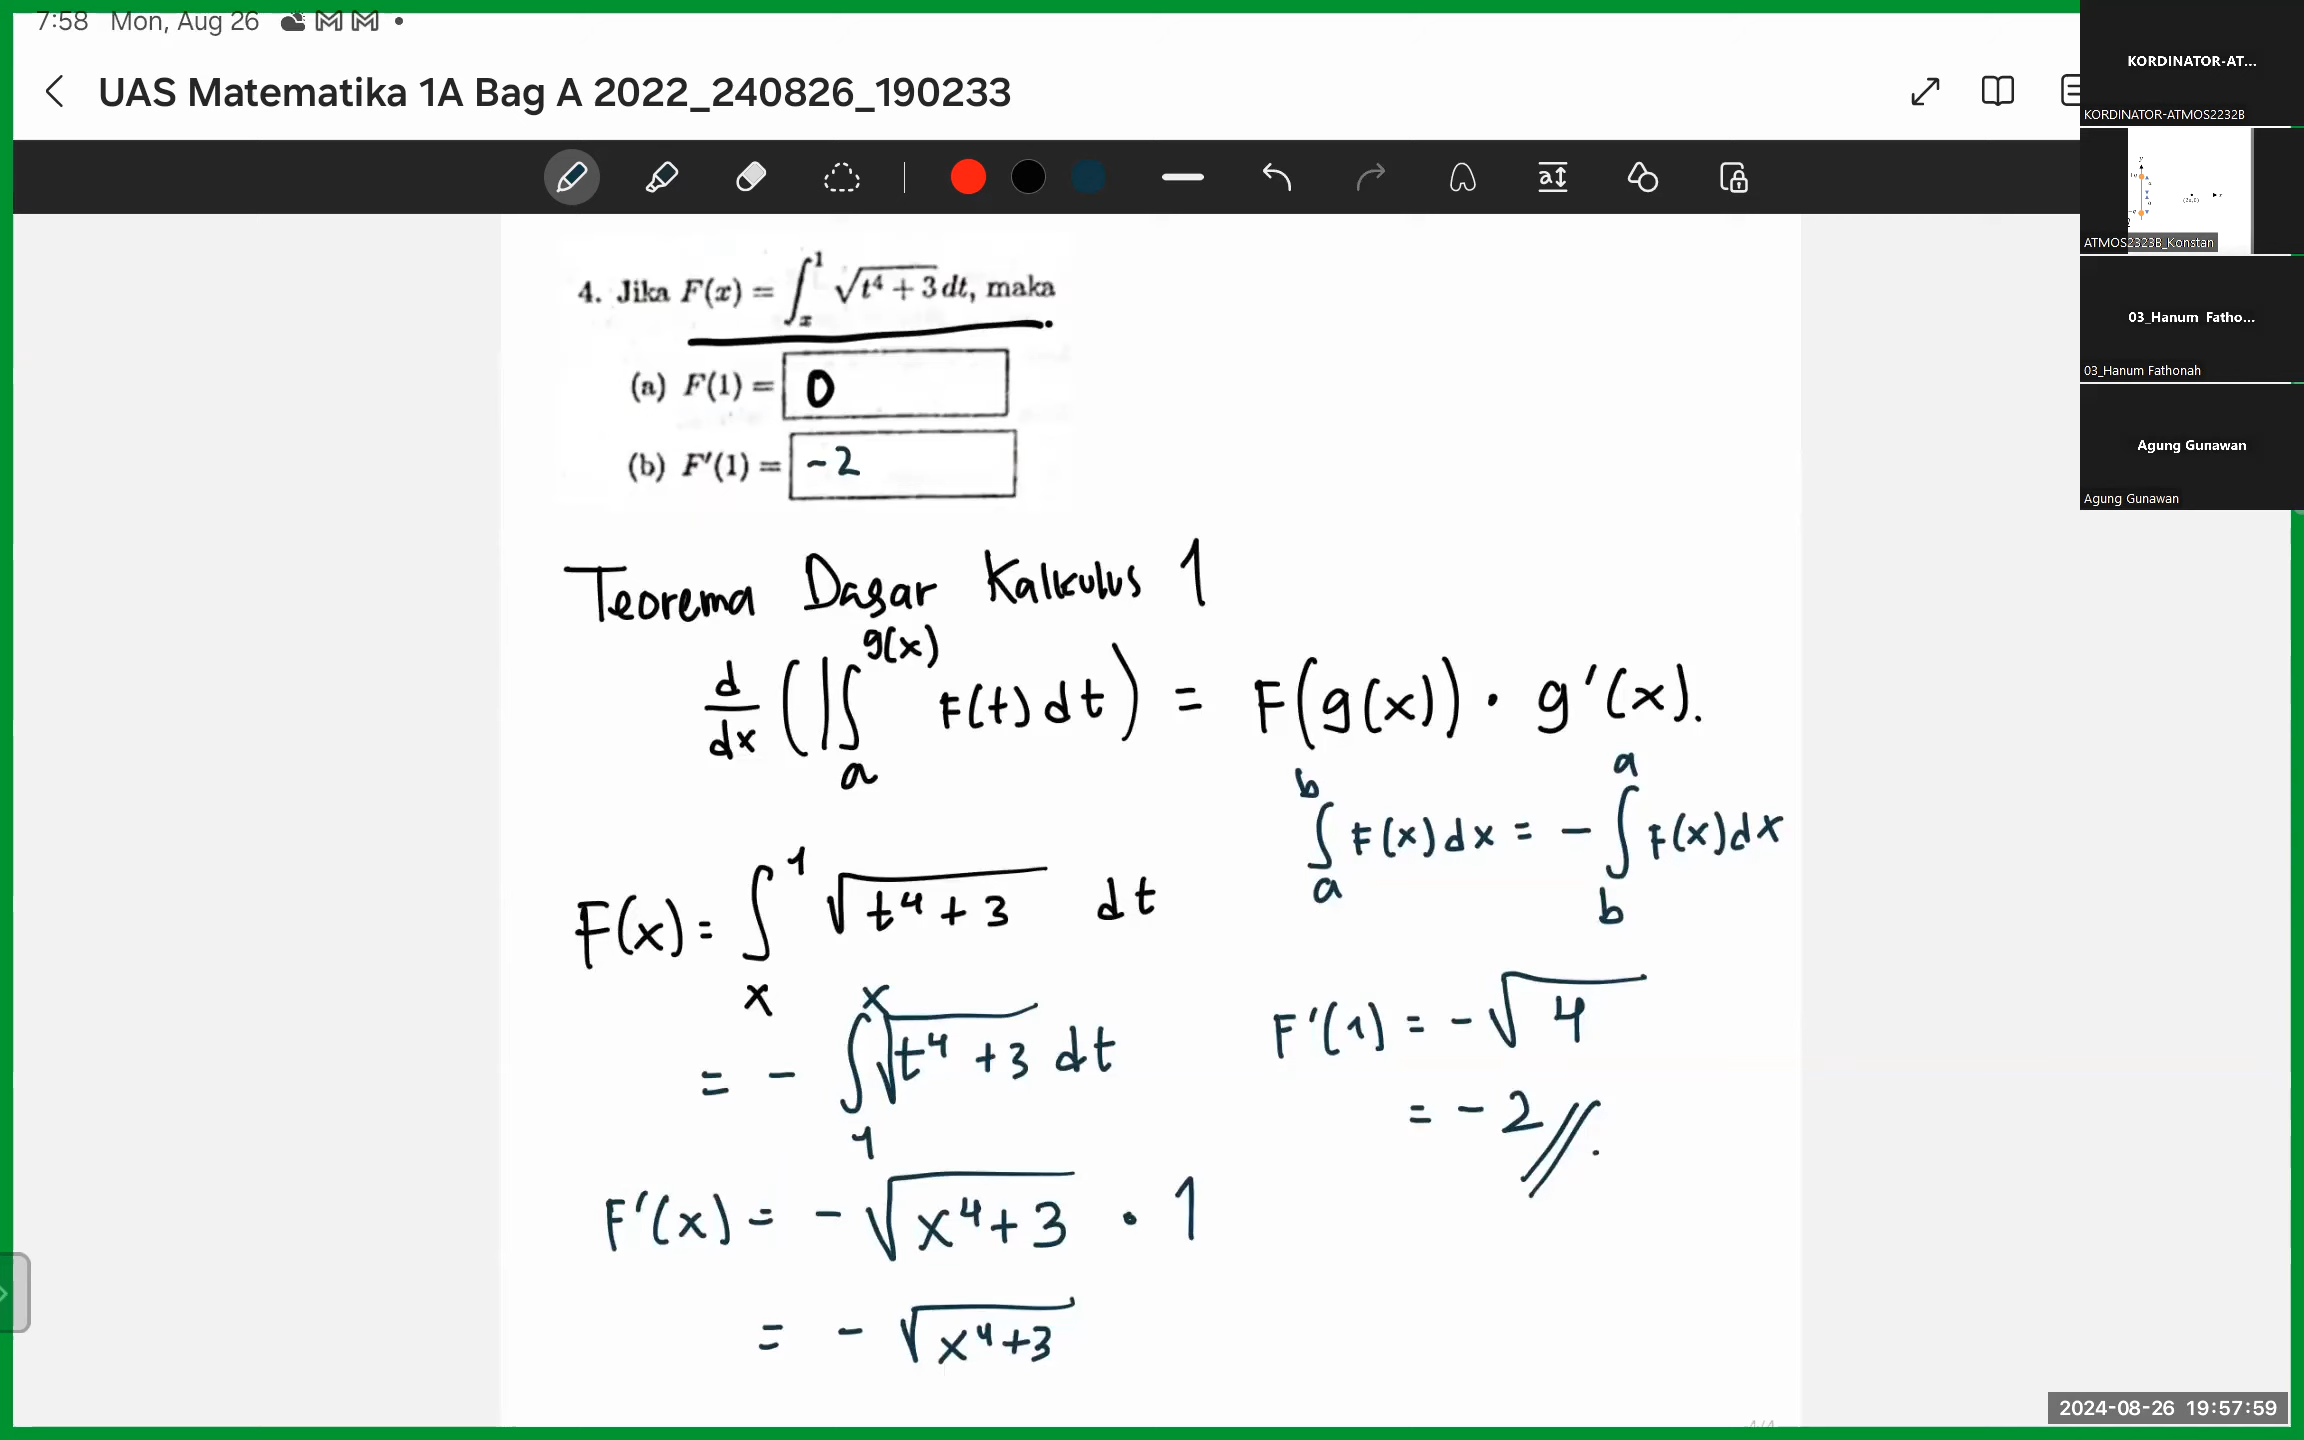 7:58 Mon, Aug 26
UAS Matematika 1A Bag A 2022_240826_190233
4. Jika F(x) = ∫_x^1 √(t⁴ + 3) dt, maka
(a) F(1) = 0
(b) F'(1) = -2
Teorema Dasar Kalkulus 1
d/dx (|∫_a^g(x) F(t) dt) = F(g(x)) · g'(x).
∫_a^b F(x) dx = - ∫_b^a F(x) dx
F(x) = ∫_x^1 √(t⁴ + 3) dt
= - ∫_1^x √(t⁴ + 3) dt
F'(x) = - √(x⁴ + 3) · 1
= - √(x⁴ + 3)
F'(1) = - √4
= - 2 //.
KORDINATOR-AT...
KORDINATOR-ATMOS2232B
ATMOS2323B_Konstan
03_Hanum Fatho...
03_Hanum Fathonah
Agung Gunawan
Agung Gunawan
2024-08-26 19:57:59